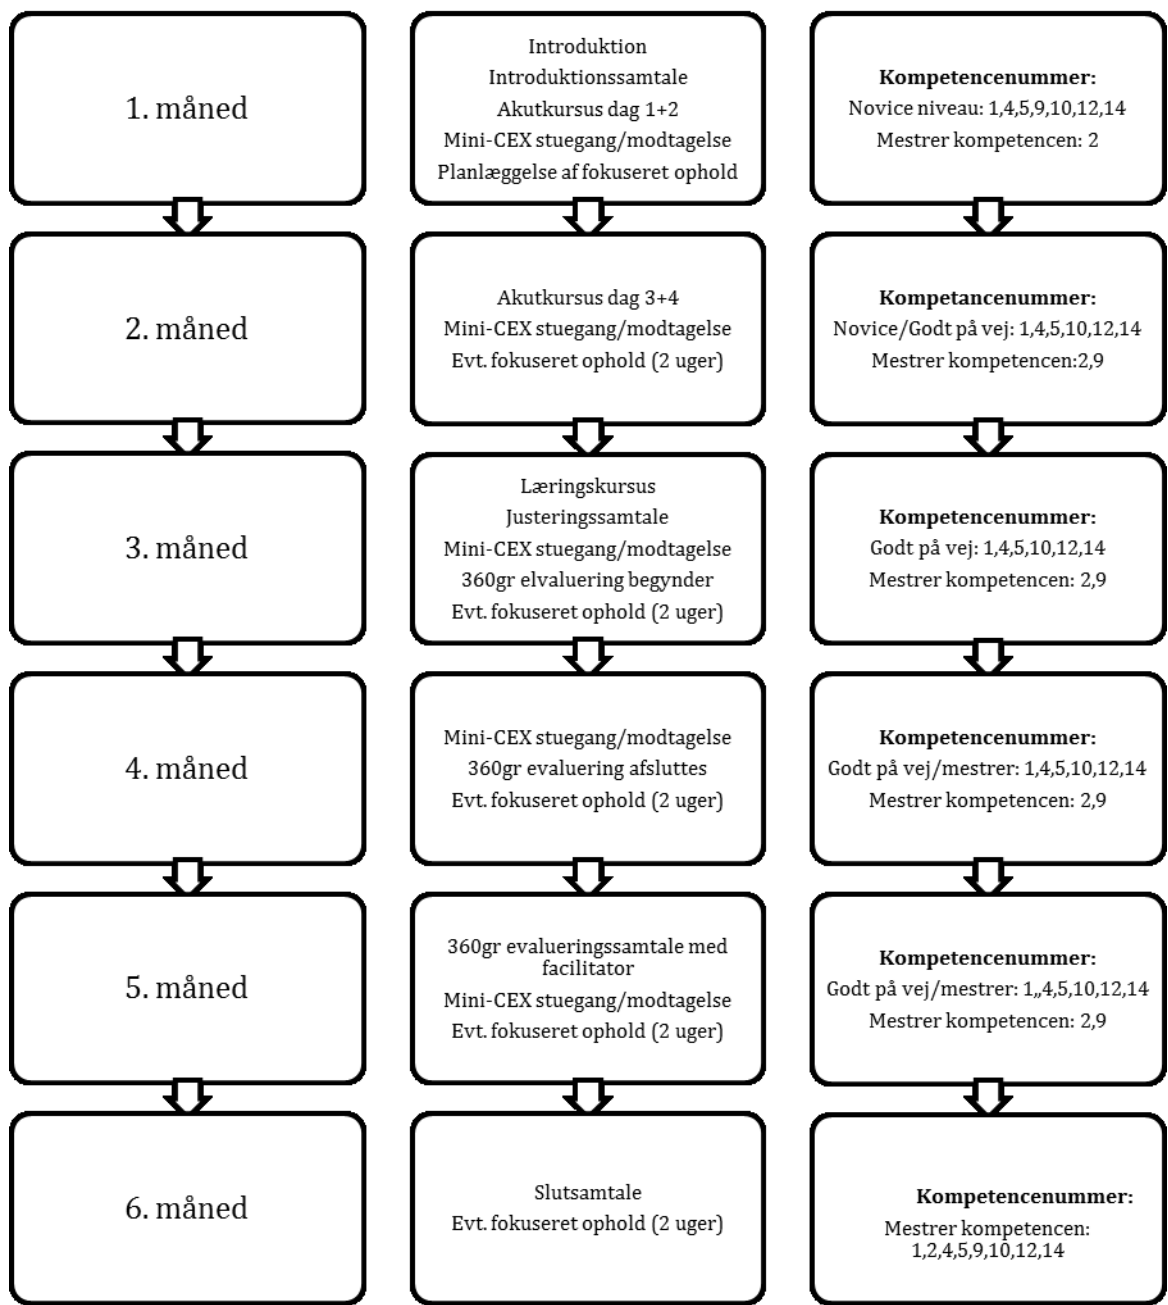 1. måned
Introduktion
Introduktionssamtale
Akutkursus dag 1+2
Mini-CEX stuegang/modtagelse
Planlæggelse af fokuseret ophold
Kompetencenummer:
Novice niveau: 1,4,5,9,10,12,14
Mestrer kompetencen: 2
2. måned
Akutkursus dag 3+4
Mini-CEX stuegang/modtagelse
Evt. fokuseret ophold (2 uger)
Kompetancenummer:
Novice/Godt på vej: 1,4,5,10,12,14
Mestrer kompetencen:2,9
3. måned
Læringskursus
Justeringssamtale
Mini-CEX stuegang/modtagelse
360gr elvaluering begynder
Evt. fokuseret ophold (2 uger)
Kompetencenummer:
Godt på vej: 1,4,5,10,12,14
Mestrer kompetencen: 2,9
4. måned
Mini-CEX stuegang/modtagelse
360gr evaluering afsluttes
Evt. fokuseret ophold (2 uger)
Kompetencenummer:
Godt på vej/mestrer: 1,4,5,10,12,14
Mestrer kompetencen: 2,9
5. måned
360gr evalueringssamtale med
facilitator
Mini-CEX stuegang/modtagelse
Evt. fokuseret ophold (2 uger)
Kompetencenummer:
Godt på vej/mestrer: 1,,4,5,10,12,14
Mestrer kompetencen: 2,9
6. måned
Slutsamtale
Evt. fokuseret ophold (2 uger)
Kompetencenummer:
Mestrer kompetencen:
1,2,4,5,9,10,12,14